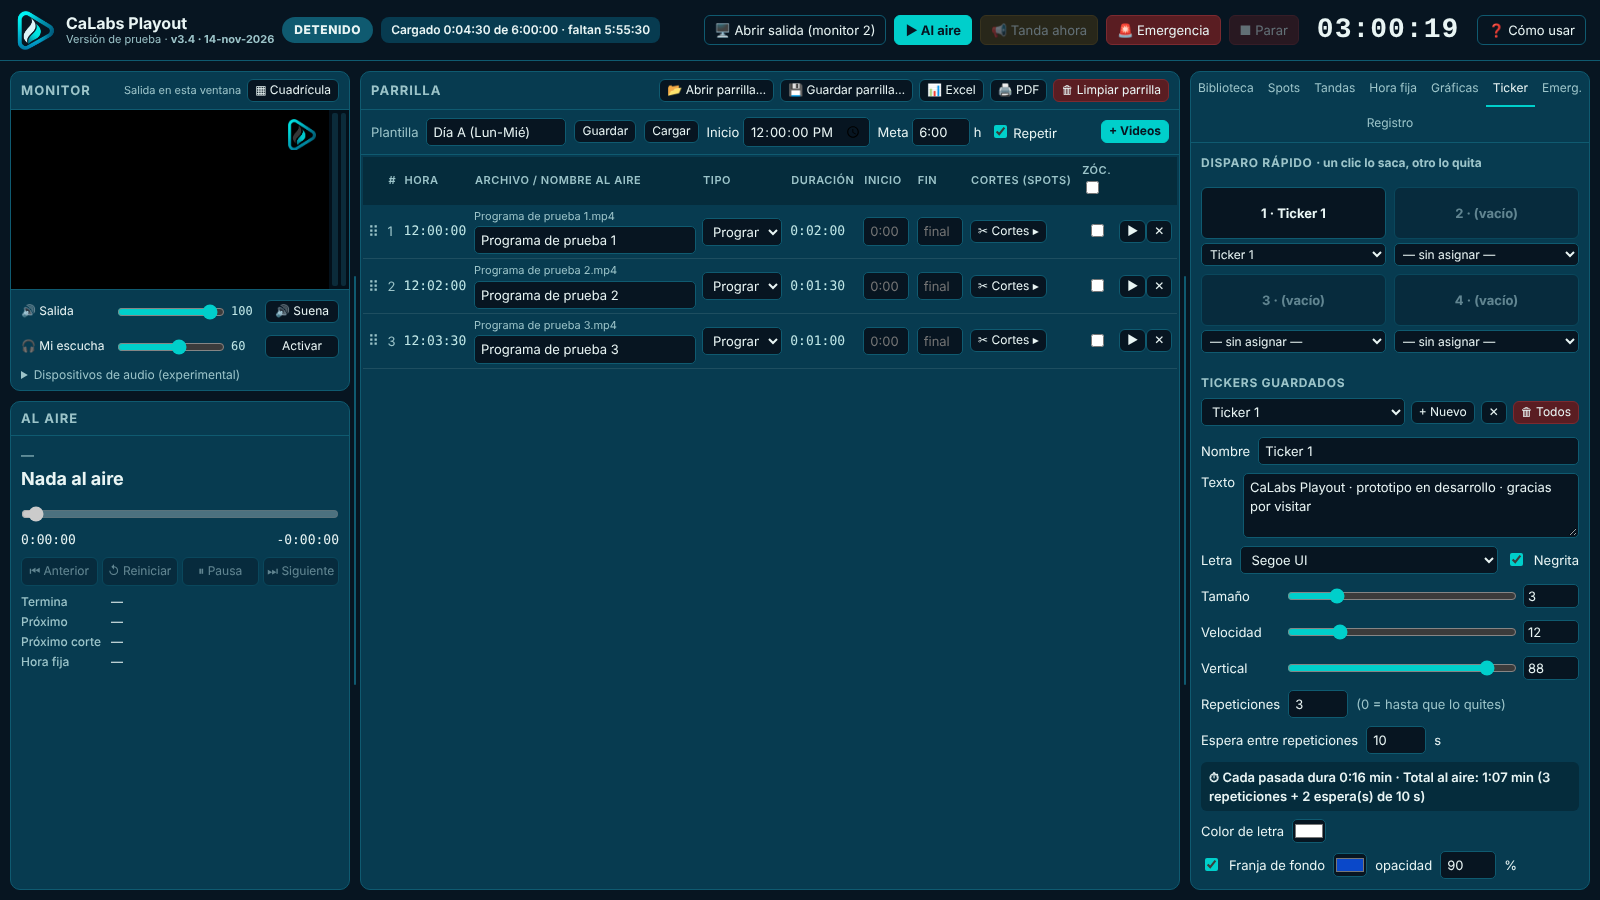 CaLabs Playout
Versión de prueba · v3.4 · 14-nov-2026
DETENIDO
Cargado 0:04:30 de 6:00:00 · faltan 5:55:30
Abrir salida (monitor 2)
Al aire
Tanda ahora
Emergencia
Parar
03:00:19
Cómo usar
MONITOR
Salida en esta ventana
Cuadrícula
Salida
100
Suena
Mi escucha
60
Activar
Dispositivos de audio (experimental)
AL AIRE
—
Nada al aire
0:00:00
-0:00:00
Anterior
Reiniciar
Pausa
Siguiente
Termina —
Próximo —
Próximo corte —
Hora fija —
PARRILLA
Abrir parrilla...
Guardar parrilla...
Excel
PDF
Limpiar parrilla
Plantilla
Día A (Lun-Mié)
Guardar
Cargar
Inicio
12:00:00 PM
Meta
6:00
h
Repetir
+ Videos
# HORA ARCHIVO / NOMBRE AL AIRE TIPO DURACIÓN INICIO FIN CORTES (SPOTS) ZÓC.
Programa de prueba 1.mp4
1 12:00:00 Programa de prueba 1 Prograr 0:02:00 0:00 final Cortes
Programa de prueba 2.mp4
2 12:02:00 Programa de prueba 2 Prograr 0:01:30 0:00 final Cortes
Programa de prueba 3.mp4
3 12:03:30 Programa de prueba 3 Prograr 0:01:00 0:00 final Cortes
Biblioteca Spots Tandas Hora fija Gráficas Ticker Emerg.
Registro
DISPARO RÁPIDO · un clic lo saca, otro lo quita
1 · Ticker 1
2 · (vacío)
Ticker 1
— sin asignar —
3 · (vacío)
4 · (vacío)
— sin asignar —
— sin asignar —
TICKERS GUARDADOS
Ticker 1
+ Nuevo
✕
Todos
Nombre
Ticker 1
Texto
CaLabs Playout · prototipo en desarrollo · gracias
por visitar
Letra
Segoe UI
Negrita
Tamaño
3
Velocidad
12
Vertical
88
Repeticiones
3
(0 = hasta que lo quites)
Espera entre repeticiones
10
s
Cada pasada dura 0:16 min · Total al aire: 1:07 min (3
repeticiones + 2 espera(s) de 10 s)
Color de letra
Franja de fondo
opacidad
90
%